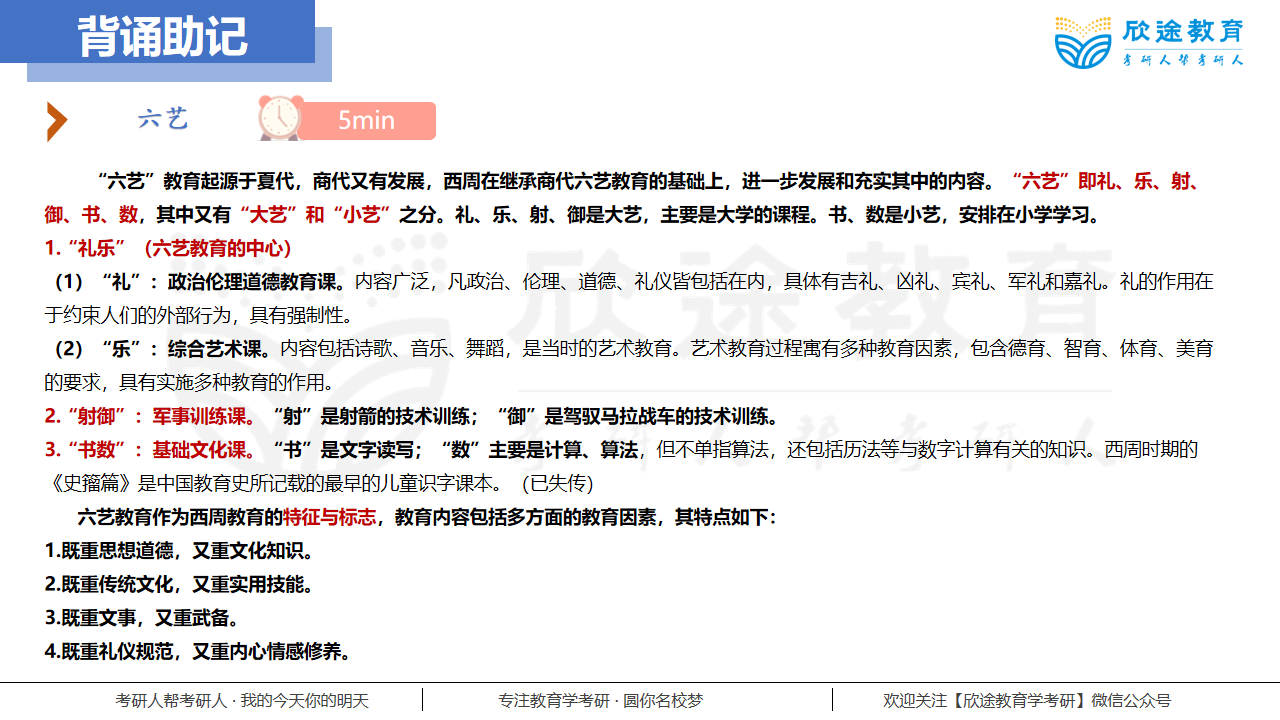 背诵助记
欣途教育
考研人帮考研人
六艺
5min
“六艺”教育起源于夏代，商代又有发展，西周在继承商代六艺教育的基础上，进一步发展和充实其中的内容。“六艺”即礼、乐、射、
御、书、数，其中又有“大艺”和“小艺”之分。礼、乐、射、御是大艺，主要是大学的课程。书、数是小艺，安排在小学学习。
1.“礼乐”（六艺教育的中心）
（1）“礼”：政治伦理道德教育课。内容广泛，凡政治、伦理、道德、礼仪皆包括在内，具体有吉礼、凶礼、宾礼、军礼和嘉礼。礼的作用在
于约束人们的外部行为，具有强制性。
（2）“乐”：综合艺术课。内容包括诗歌、音乐、舞蹈，是当时的艺术教育。艺术教育过程寓有多种教育因素，包含德育、智育、体育、美育
的要求，具有实施多种教育的作用。
2.“射御”：军事训练课。“射”是射箭的技术训练；“御”是驾驭马拉战车的技术训练。
3.“书数”：基础文化课。“书”是文字读写；“数”主要是计算、算法，但不单指算法，还包括历法等与数字计算有关的知识。西周时期的
《史籀篇》是中国教育史所记载的最早的儿童识字课本。（已失传）
六艺教育作为西周教育的特征与标志，教育内容包括多方面的教育因素，其特点如下：
1.既重思想道德，又重文化知识。
2.既重传统文化，又重实用技能。
3.既重文事，又重武备。
4.既重礼仪规范，又重内心情感修养。
欣途教育
考研人帮考研人
考研人帮考研人 · 我的今天你的明天
专注教育学考研 · 圆你名校梦
欢迎关注【欣途教育学考研】微信公众号